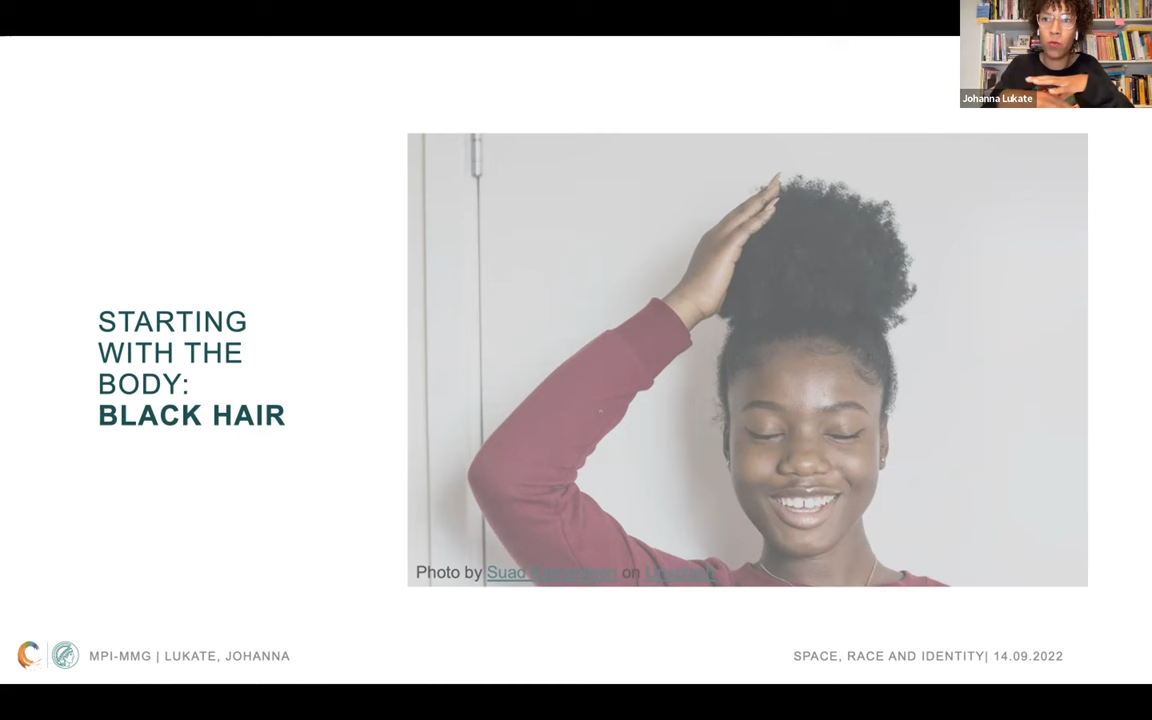 Johanna Lukate
STARTING
WITH THE
BODY:
BLACK HAIR
Photo by Suad on
MPI-MMG | LUKATE, JOHANNA
SPACE, RACE AND IDENTITY| 14.09.2022